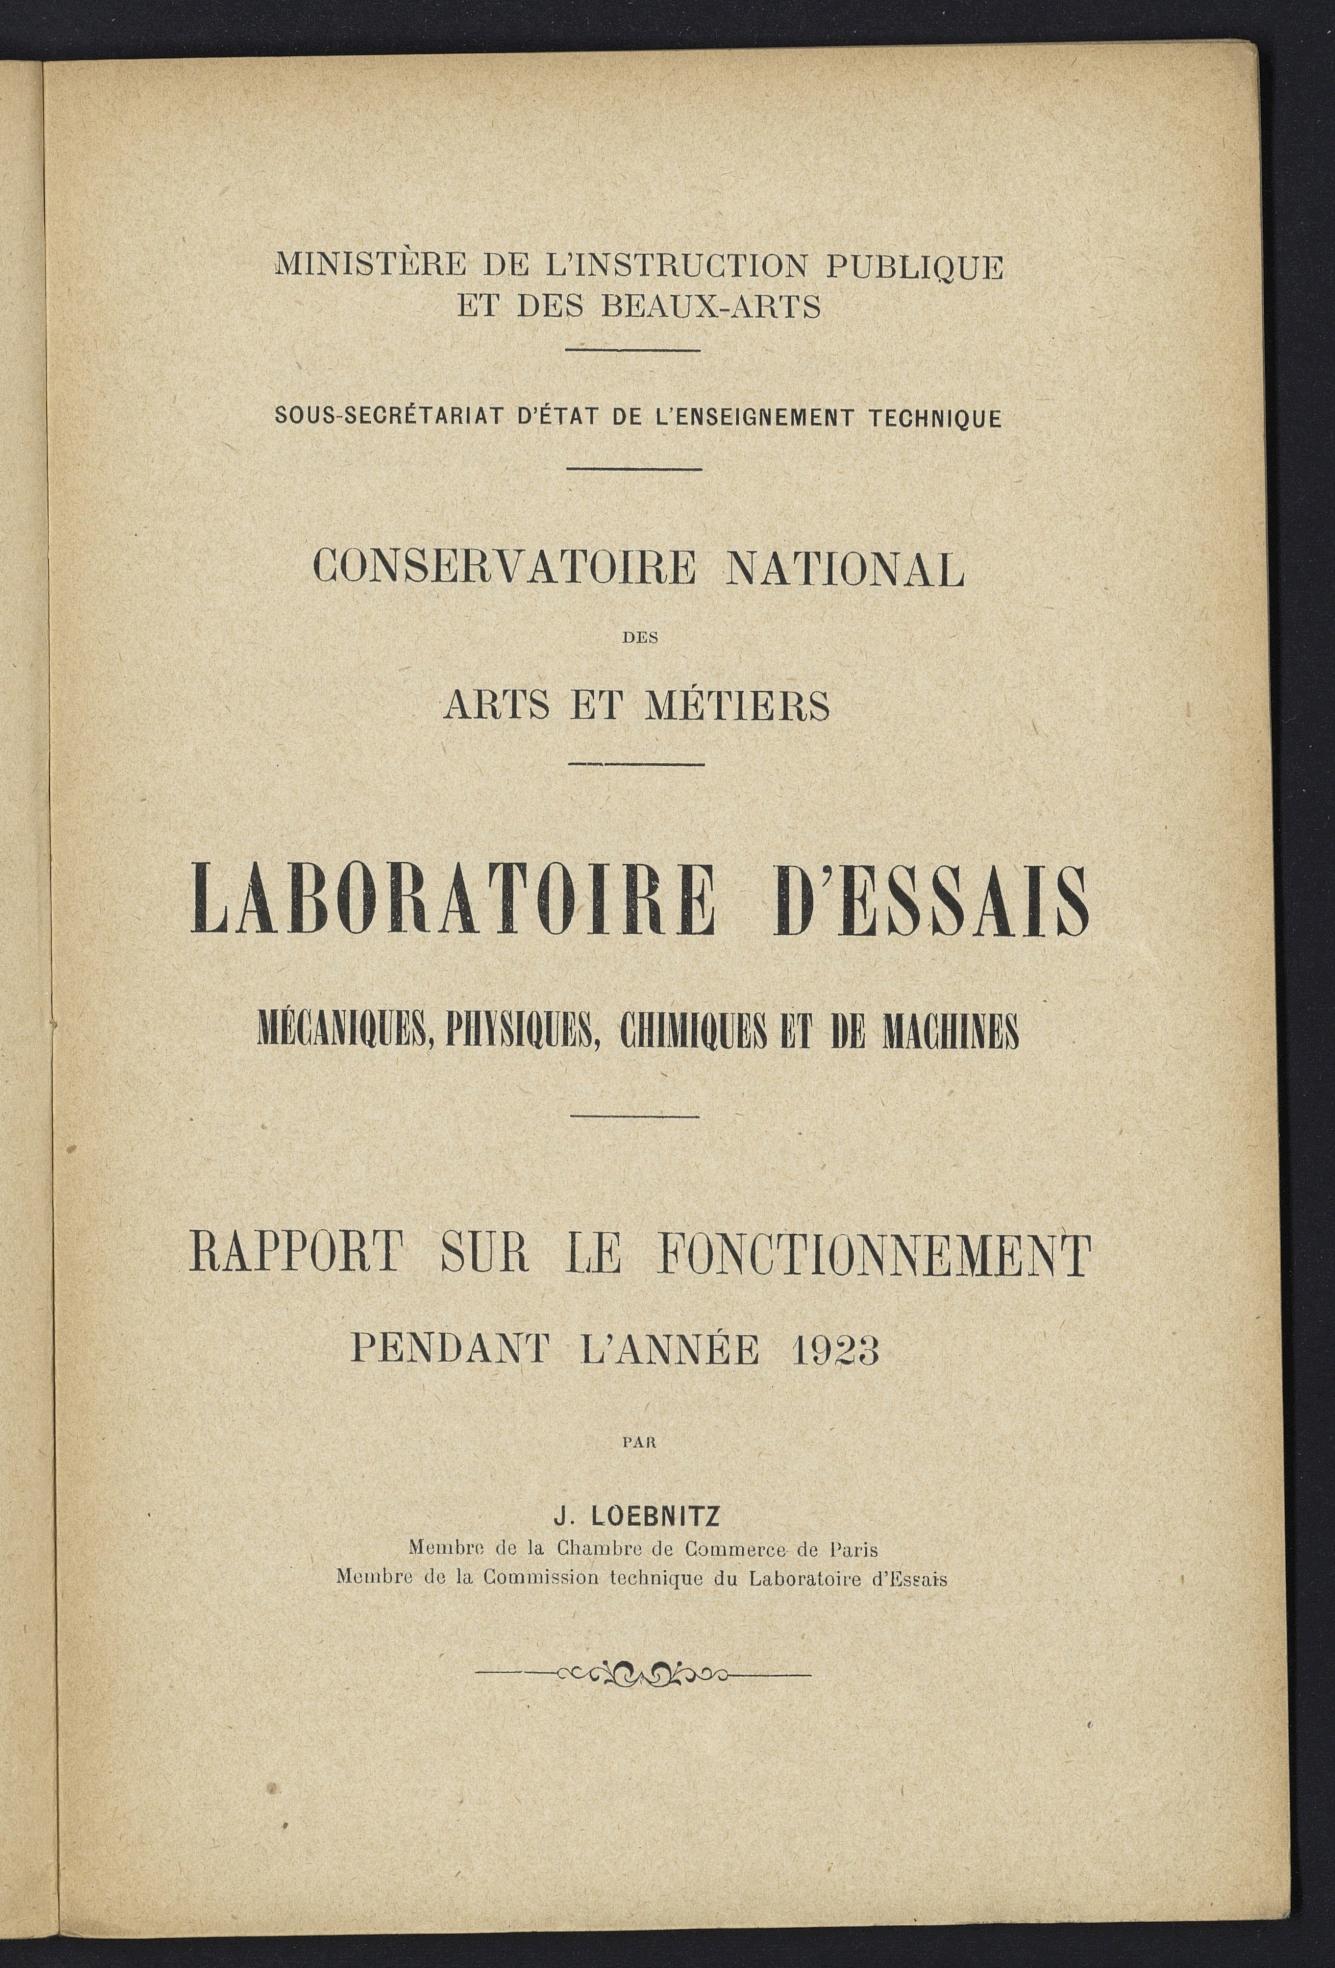 MINISTÈRE DE L'INSTRUCTION PUBLIQUE
ET DES BEAUX-ARTS
SOUS-SECRÉTARIAT D'ÉTAT DE L'ENSEIGNEMENT TECHNIQUE
CONSERVATOIRE NATIONAL
DES
ARTS ET MÉTIERS
LABORATOIRE D'ESSAIS
MÉCANIQUES, PHYSIQUES, CHIMIQUES ET DE MACHINES
RAPPORT SUR LE FONCTIONNEMENT
PENDANT L'ANNÉE 1923
PAR
J. LOEBNITZ
Membre de la Chambre de Commerce de Paris
Membre de la Commission technique du Laboratoire d'Essais